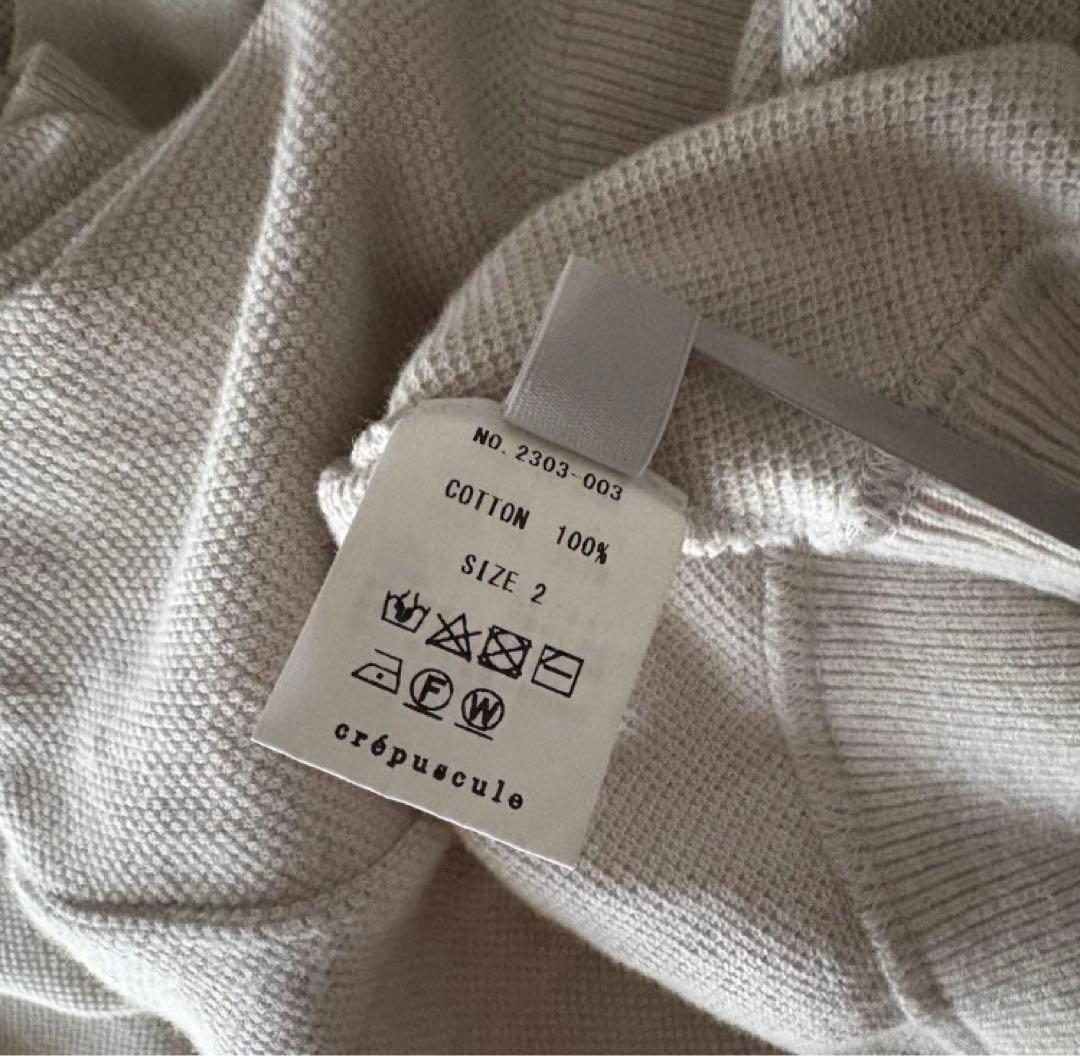 NO. 2303-003
COTTON 100%
SIZE 2
F W
crépuscule